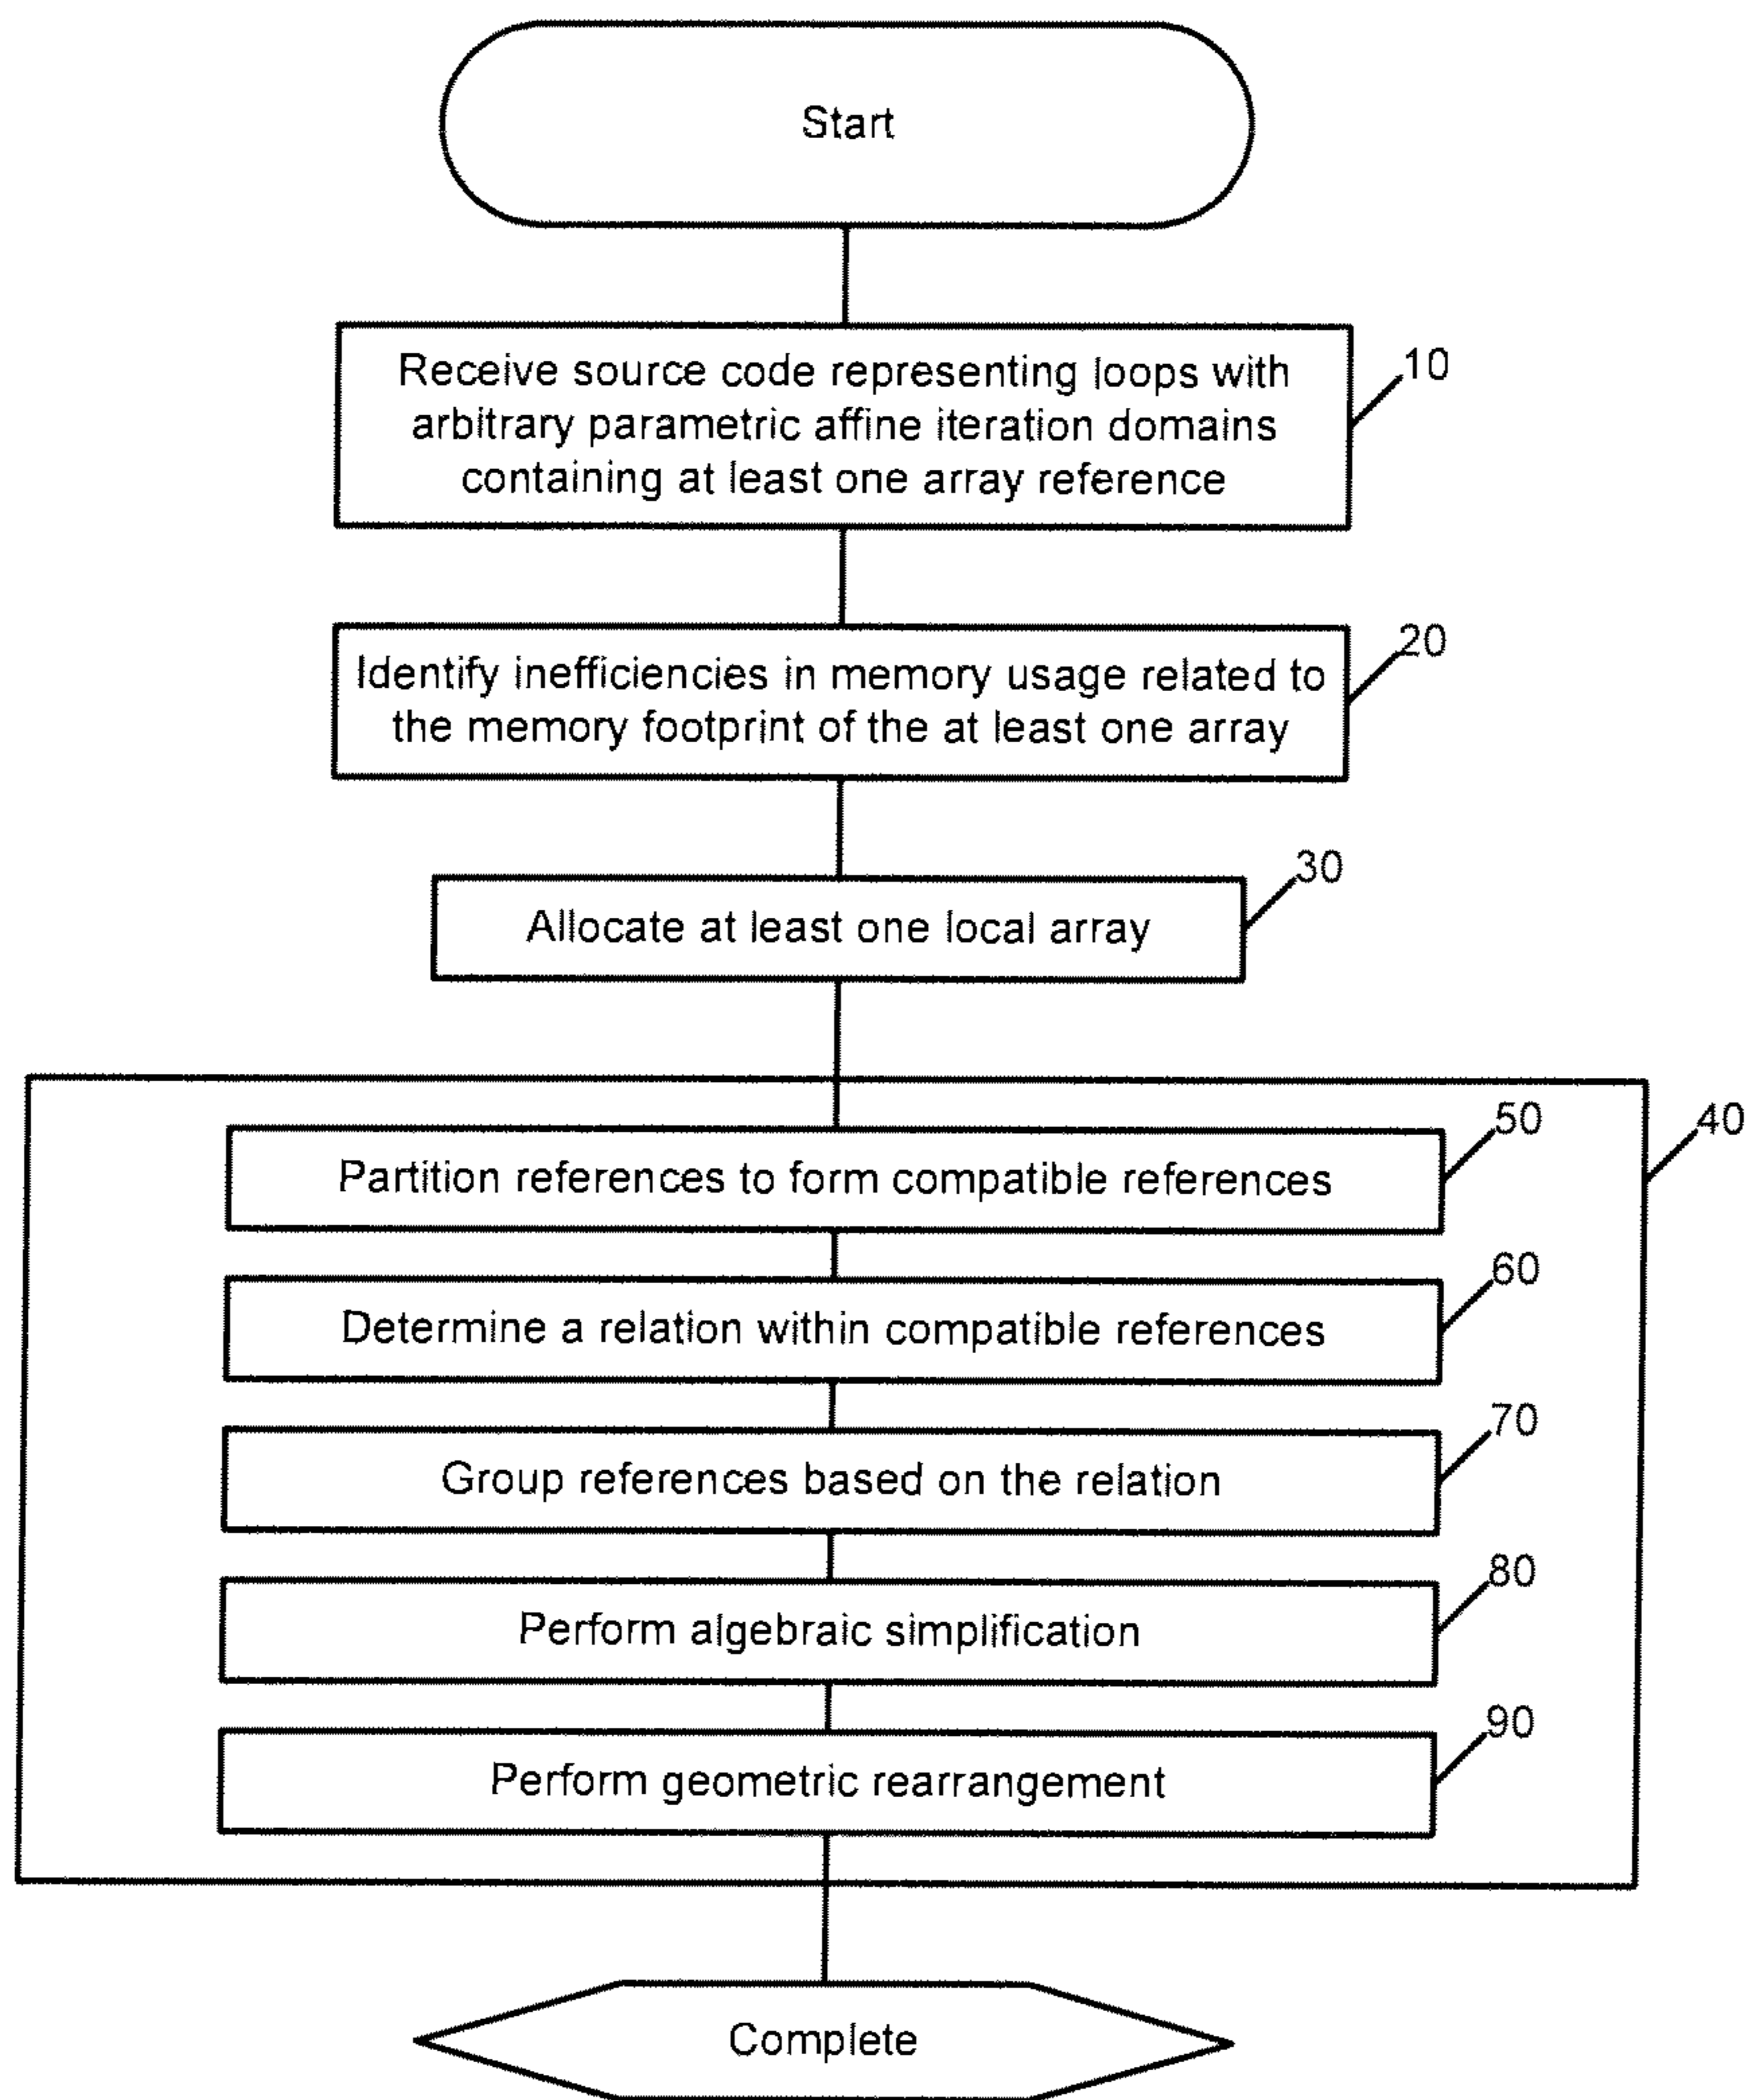 Start
Receive source code representing loops with
arbitrary parametric affine iteration domains
containing at least one array reference
10
Identify inefficiencies in memory usage related to
the memory footprint of the at least one array
20
Allocate at least one local array
30
40
Partition references to form compatible references
50
Determine a relation within compatible references
60
Group references based on the relation
70
Perform algebraic simplification
80
Perform geometric rearrangement
90
Complete